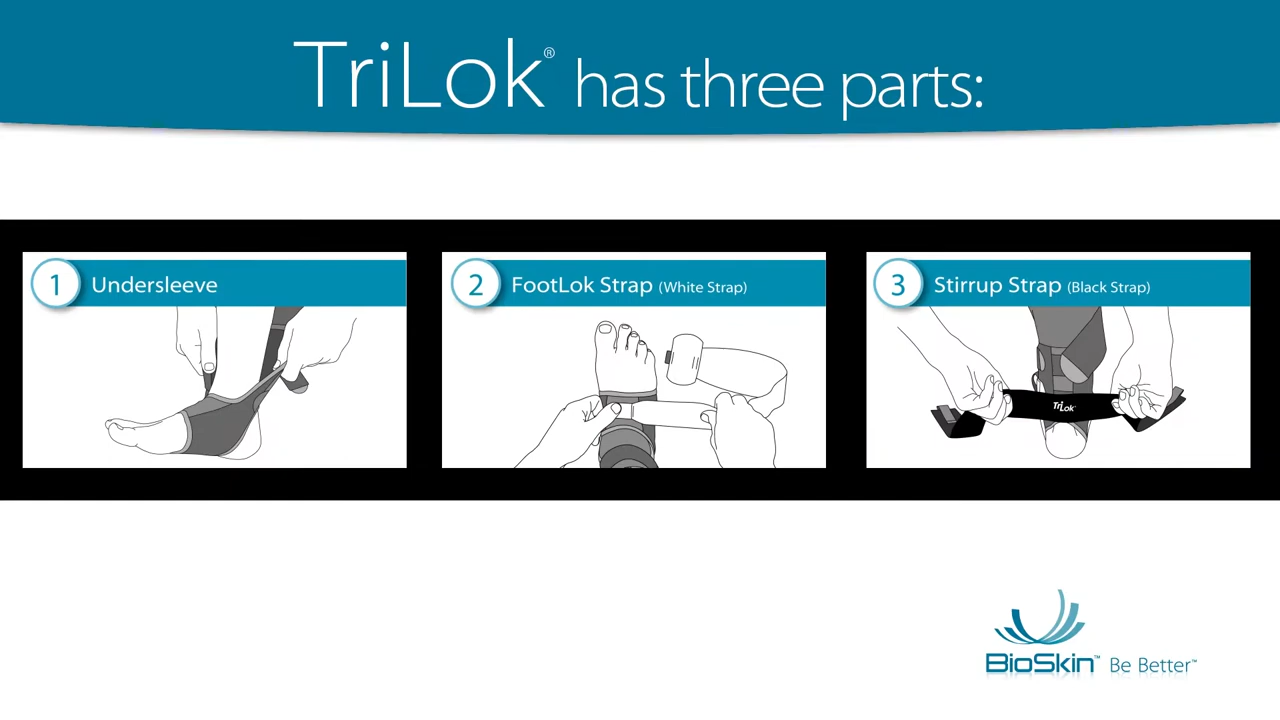 TriLok® has three parts:
1 Undersleeve
2 FootLok Strap (White Strap)
3 Stirrup Strap (Black Strap)
TriLok
BioSkin™ Be Better™